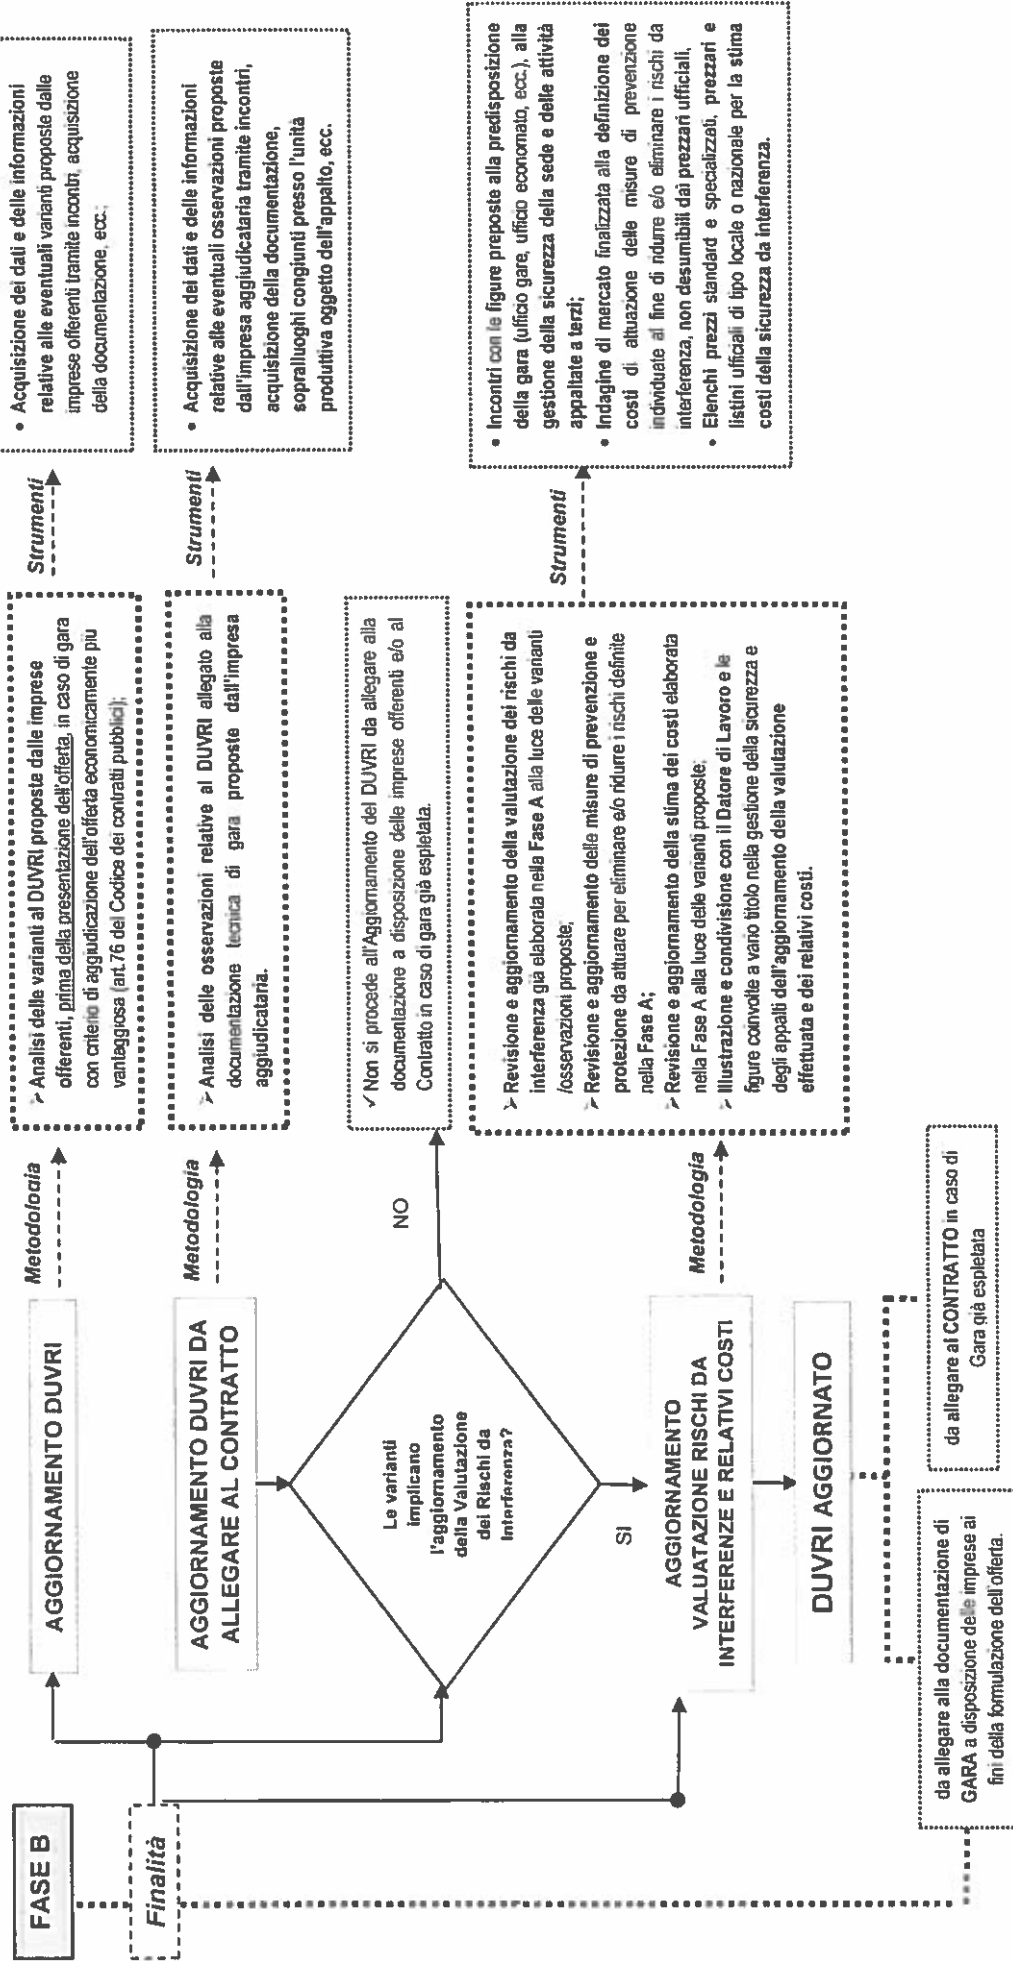 FASE B
Finalità
AGGIORNAMENTO DUVRI
Metodologia
➢ Analisi delle varianti al DUVRI proposte dalle imprese
offerenti, prima della presentazione dell'offerta, in caso di gara
con criterio di aggiudicazione dell'offerta economicamente più
vantaggiosa (art.76 del Codice dei contratti pubblici);
Strumenti
• Acquisizione dei dati e delle informazioni
relative alle eventuali varianti proposte dalle
imprese offerenti tramite incontri, acquisizione
della documentazione, ecc.;
AGGIORNAMENTO DUVRI DA
ALLEGARE AL CONTRATTO
Metodologia
➢ Analisi delle osservazioni relative al DUVRI allegato alla
documentazione tecnica di gara proposte dall'impresa
aggiudicataria.
Strumenti
• Acquisizione dei dati e delle informazioni
relative alle eventuali osservazioni proposte
dall'impresa aggiudicataria tramite incontri,
acquisizione della documentazione,
sopralluoghi congiunti presso l'unità
produttiva oggetto dell'appalto, ecc.
Le varianti
implicano
l'aggiornamento
della Valutazione
dei Rischi da
Interferenza?
NO
✓ Non si procede all'Aggiornamento del DUVRI da allegare alla
documentazione a disposizione delle imprese offerenti e/o al
Contratto in caso di gara già espletata.
SI
AGGIORNAMENTO
VALUATAZIONE RISCHI DA
INTERFERENZE E RELATIVI COSTI
Metodologia
➢ Revisione e aggiornamento della valutazione dei rischi da
interferenza già elaborata nella Fase A alla luce delle varianti
/osservazioni proposte;
➢ Revisione e aggiornamento delle misure di prevenzione e
protezione da attuare per eliminare e/o ridurre i rischi definite
nella Fase A;
➢ Revisione e aggiornamento della stima dei costi elaborata
nella Fase A alla luce delle varianti proposte;
➢ Illustrazione e condivisione con il Datore di Lavoro e le
figure coinvolte a vario titolo nella gestione della sicurezza e
degli appalti dell'aggiornamento della valutazione
effettuata e dei relativi costi.
Strumenti
• Incontri con le figure preposte alla predisposizione
della gara (ufficio gare, ufficio economato, ecc.), alla
gestione della sicurezza della sede e delle attività
appaltate a terzi;
• Indagine di mercato finalizzata alla definizione dei
costi di attuazione delle misure di prevenzione
individuate al fine di ridurre e/o eliminare i rischi da
interferenza, non desumibili dai prezzari ufficiali,
• Elenchi prezzi standard e specializzati, prezzari e
listini ufficiali di tipo locale o nazionale per la stima
costi della sicurezza da interferenza.
DUVRI AGGIORNATO
da allegare alla documentazione di
GARA a disposizione delle imprese ai
fini della formulazione dell'offerta.
da allegare al CONTRATTO in caso di
Gara già espletata